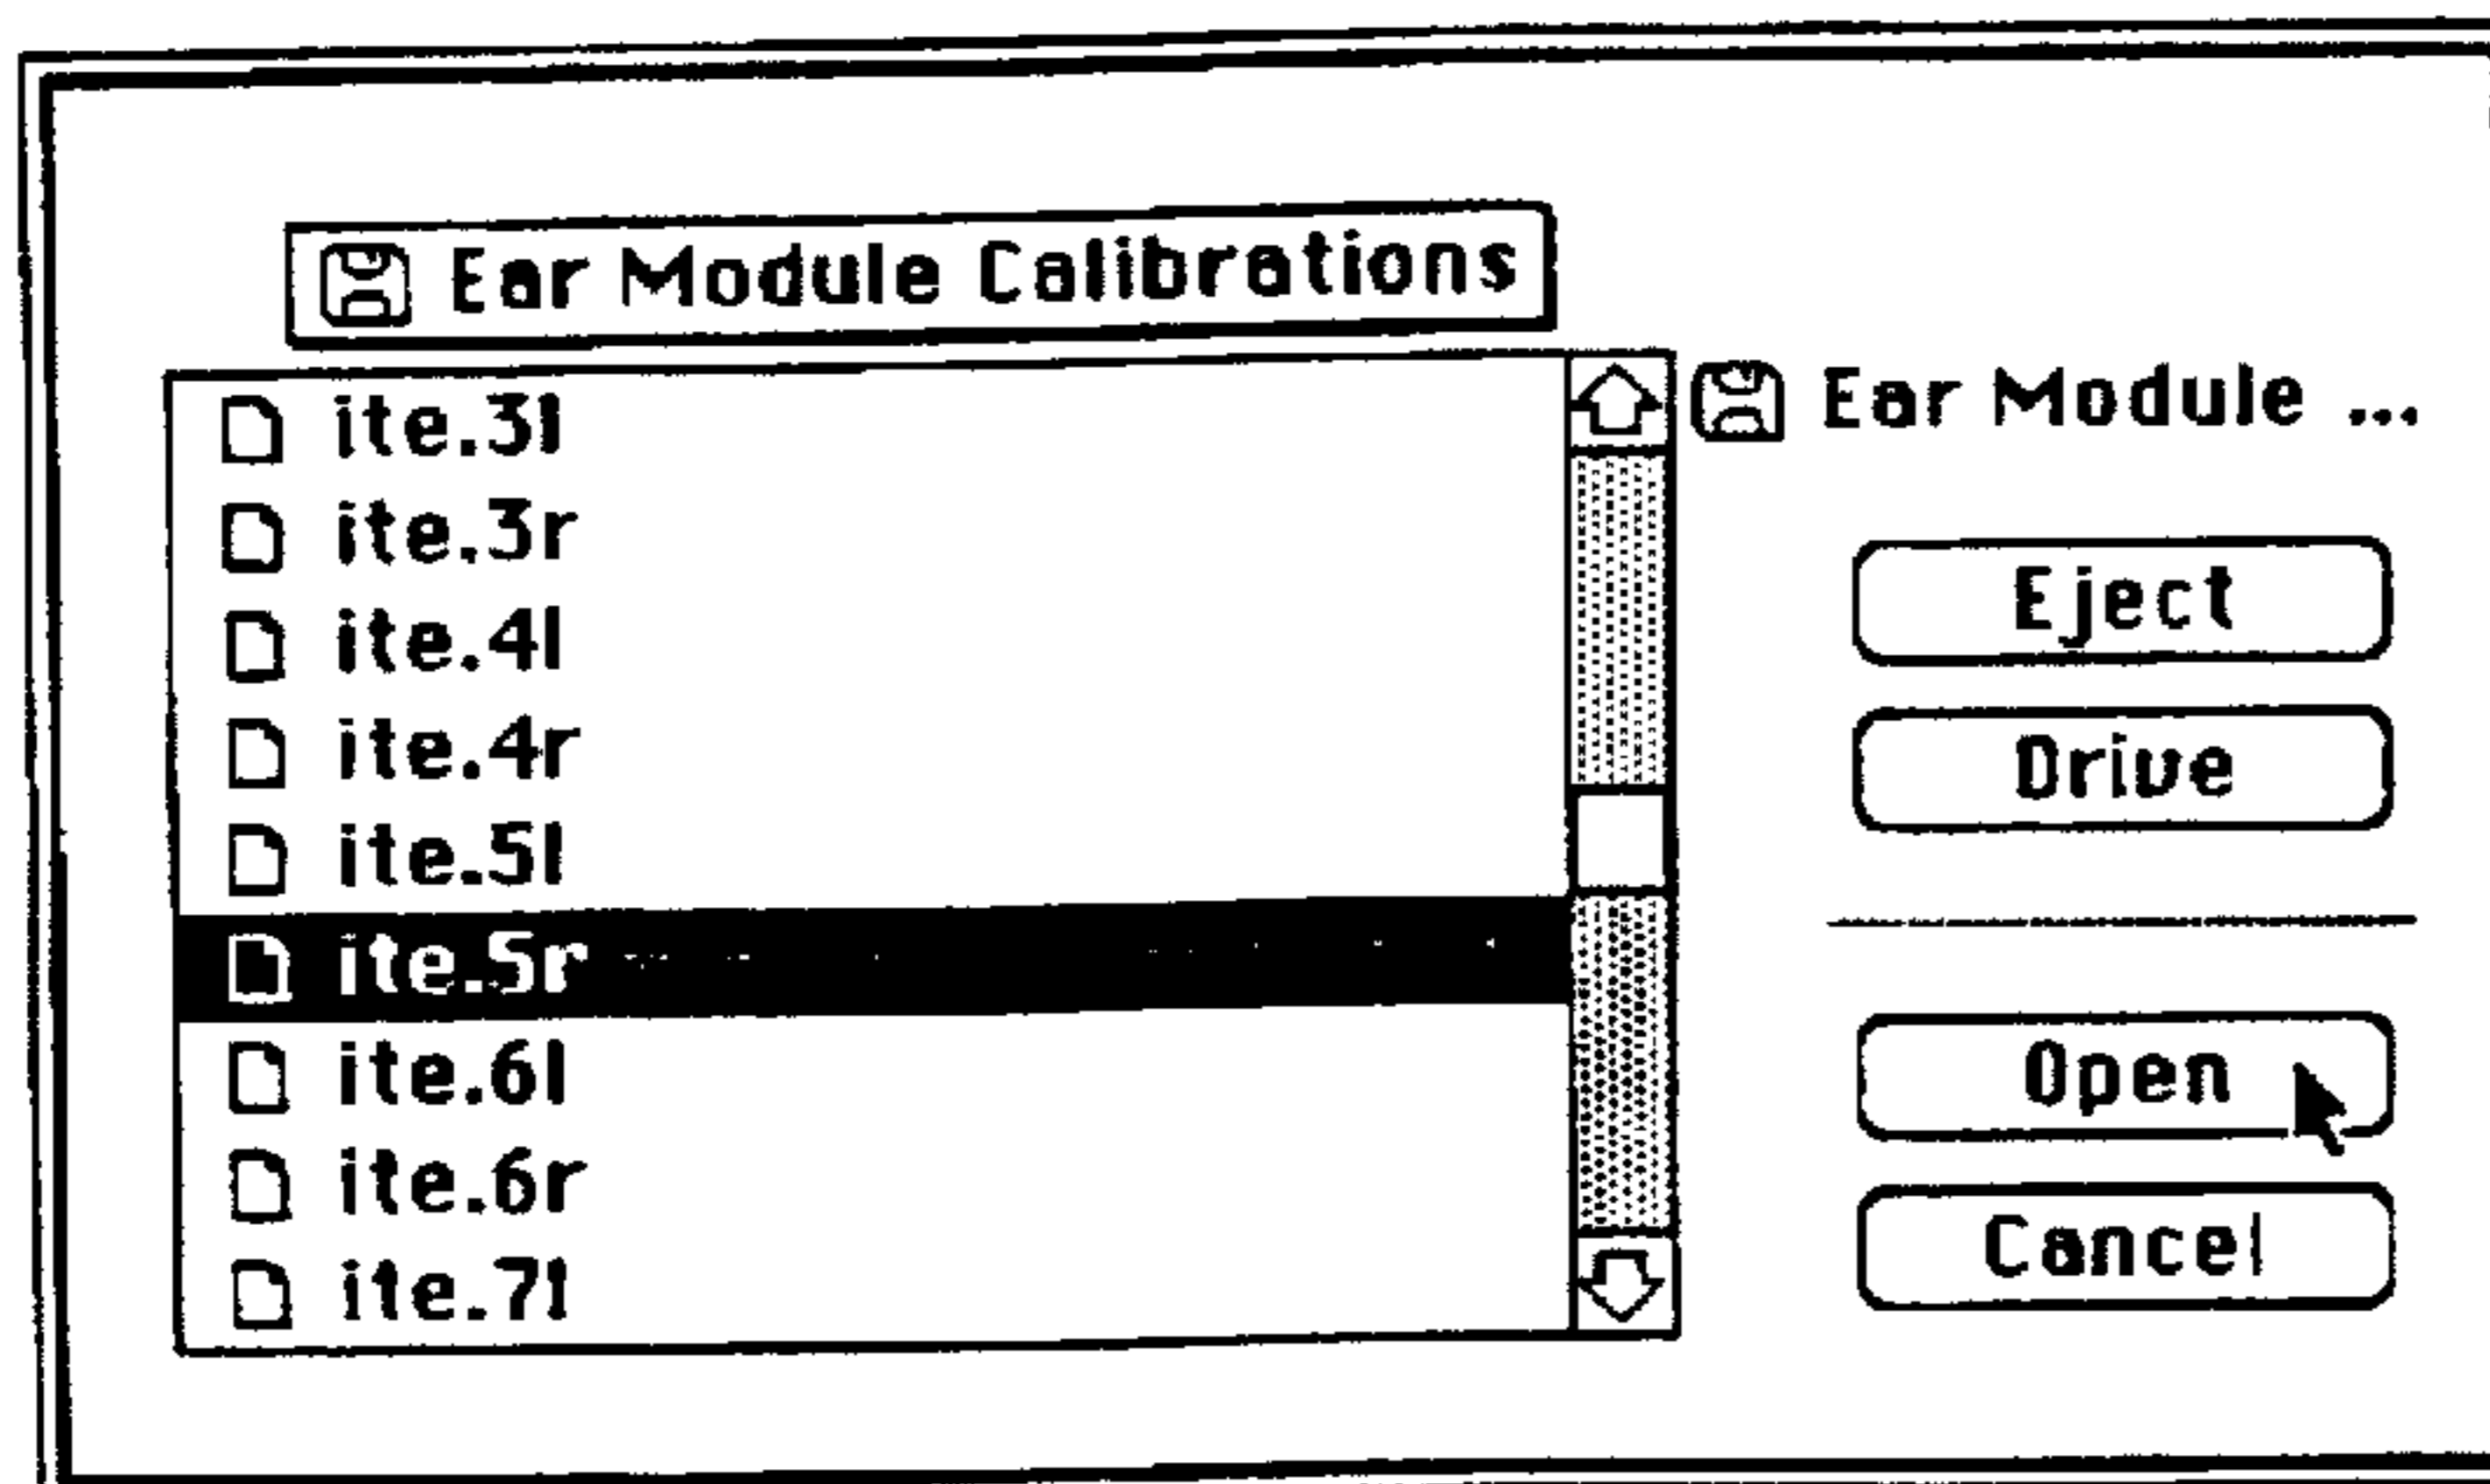 Ear Module Calibrations
Ear Module ...
ite.3l
ite.3r
ite.4l
ite.4r
ite.5l
ite.5r
ite.6l
ite.6r
ite.7l
Eject
Drive
Open
Cancel